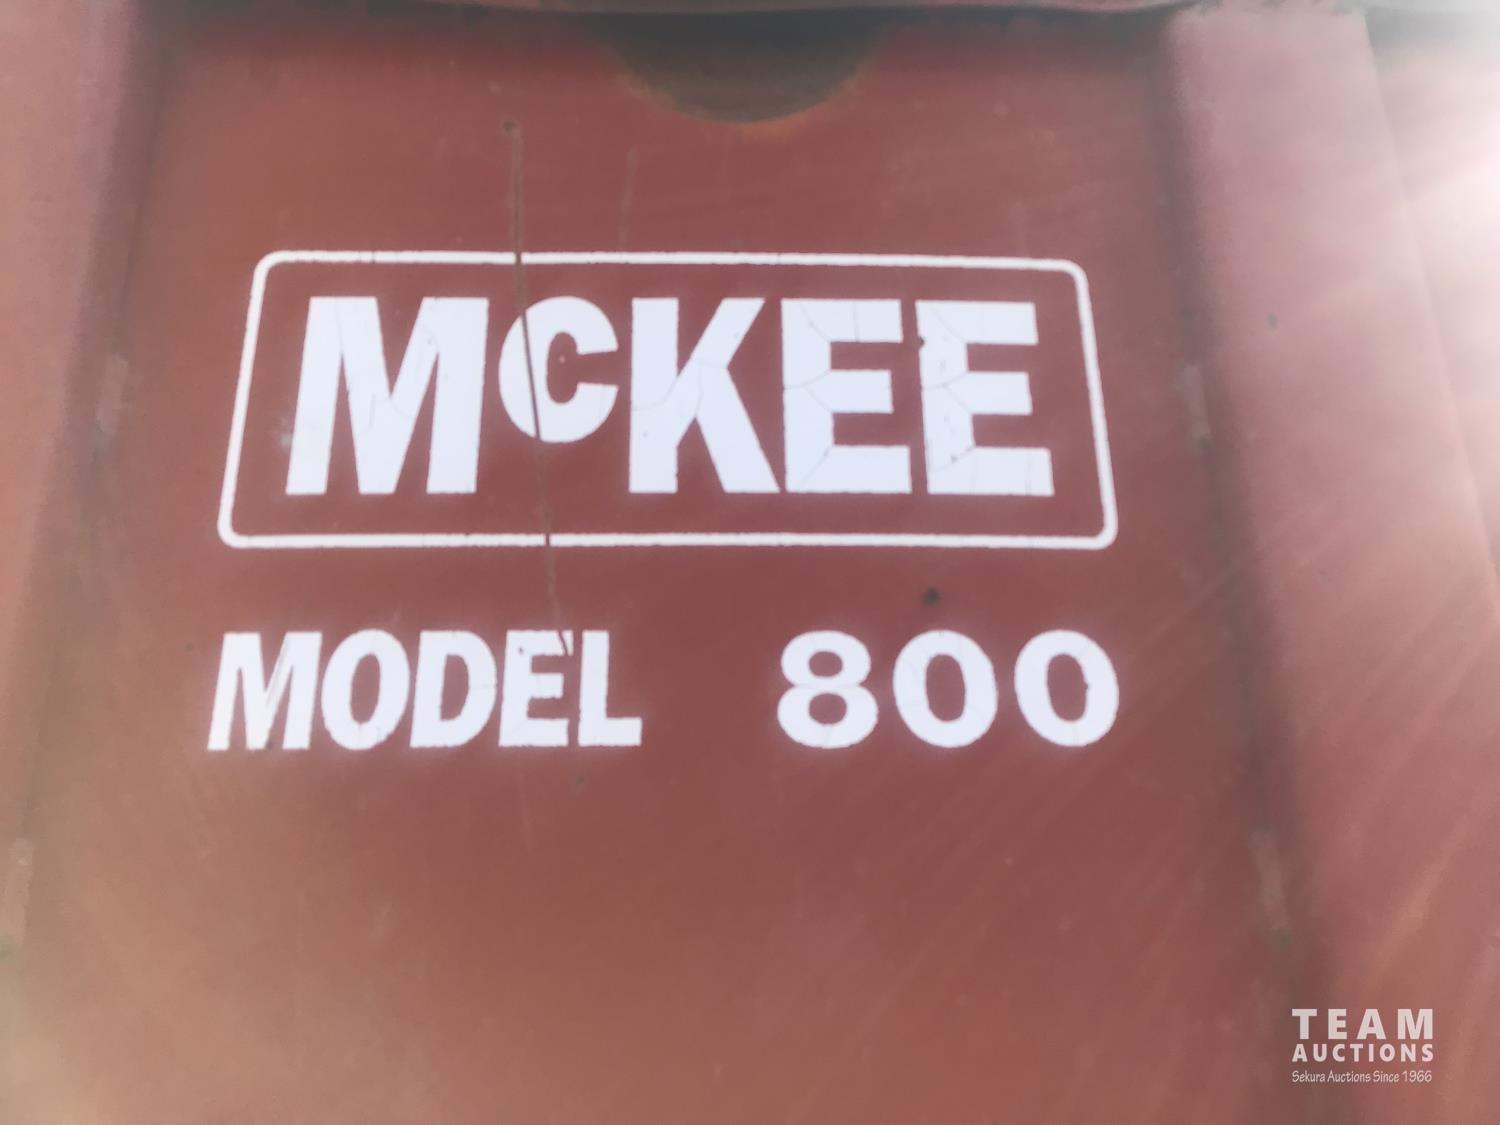 McKEE
MODEL 800
TEAM
AUCTIONS
Sekura Auctions Since 1966